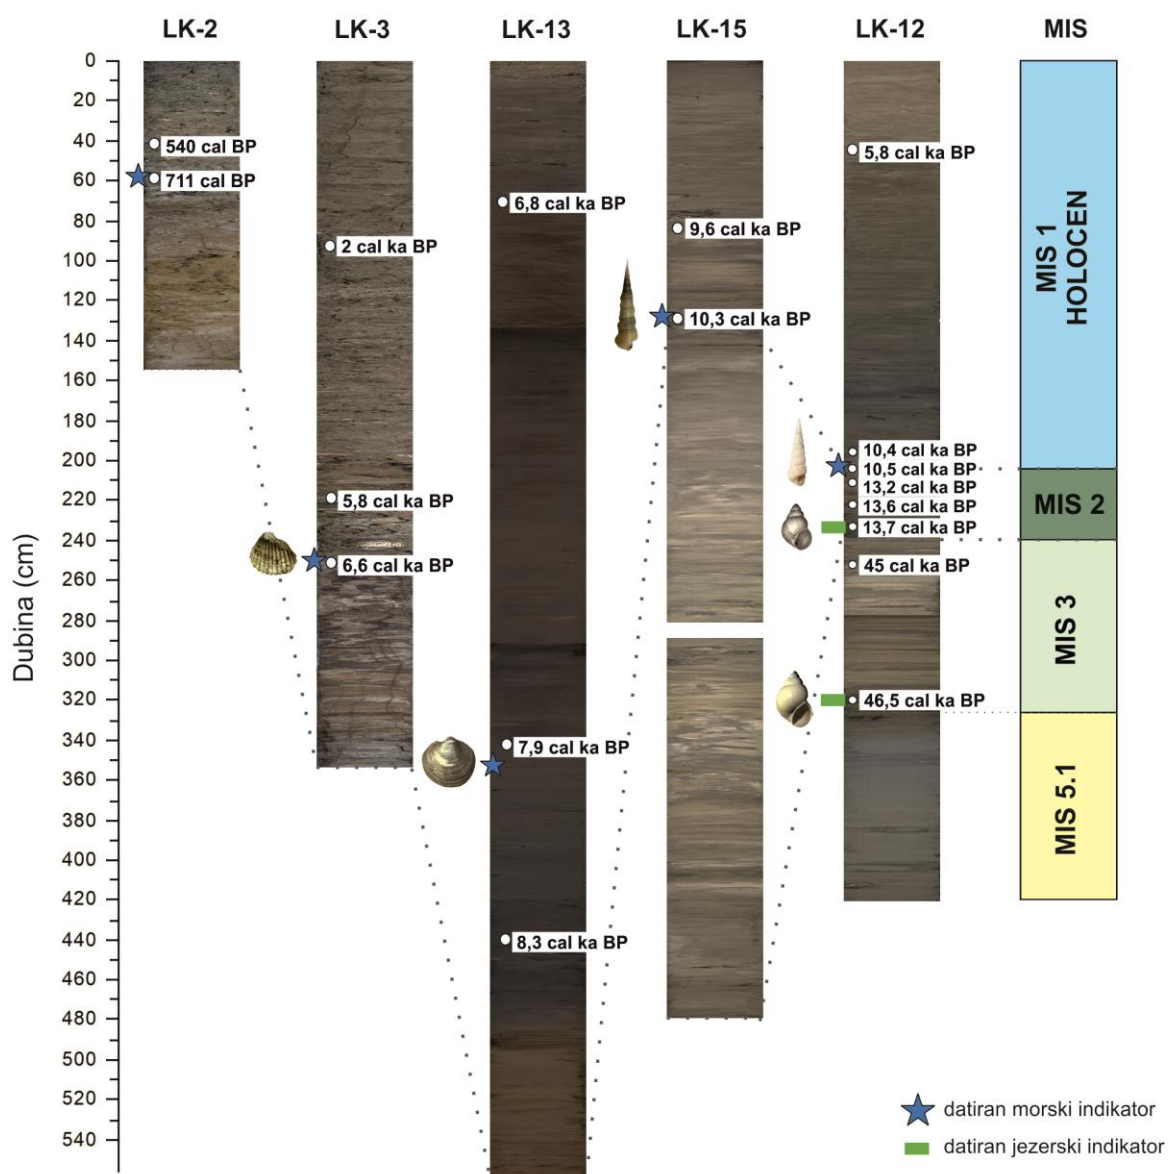 LK-2
LK-3
LK-13
LK-15
LK-12
MIS
Dubina (cm)
0
20
40
60
80
100
120
140
160
180
200
220
240
260
280
300
320
340
360
380
400
420
440
460
480
500
520
540
540 cal BP
711 cal BP
2 cal ka BP
5,8 cal ka BP
6,6 cal ka BP
6,8 cal ka BP
7,9 cal ka BP
8,3 cal ka BP
9,6 cal ka BP
10,3 cal ka BP
5,8 cal ka BP
10,4 cal ka BP
10,5 cal ka BP
13,2 cal ka BP
13,6 cal ka BP
13,7 cal ka BP
45 cal ka BP
46,5 cal ka BP
MIS 1
HOLOCEN
MIS 2
MIS 3
MIS 5.1
datiran morski indikator
datiran jezerski indikator